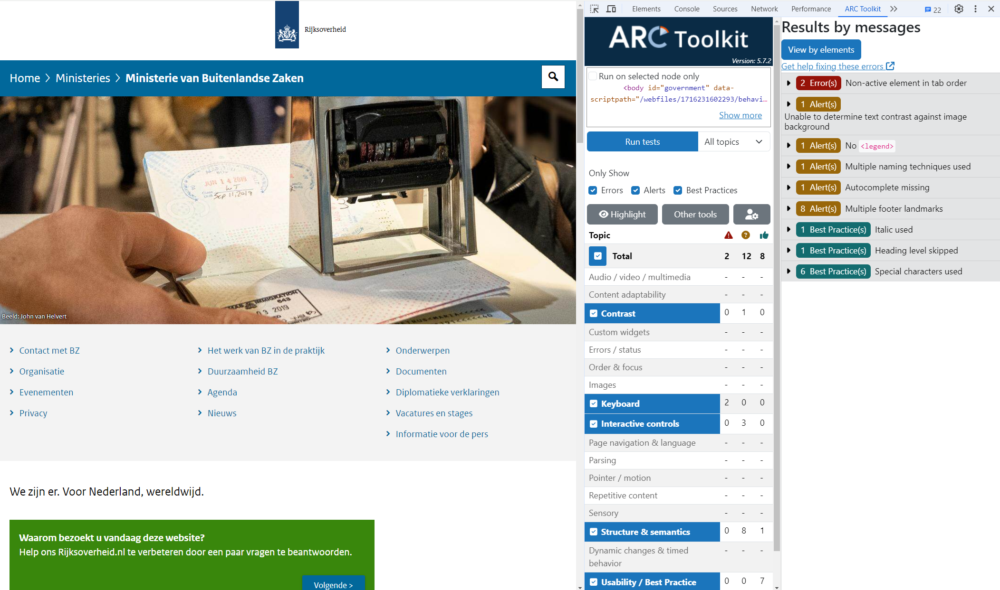 Rijksoverheid
Home
Ministeries
Ministerie van Buitenlandse Zaken
JUN 14 2019
WT
Sep 11, 2019
IMMIGRATION
643
03 2019
Beeld: John van Helvert
Contact met BZ
Organisatie
Evenementen
Privacy
Het werk van BZ in de praktijk
Duurzaamheid BZ
Agenda
Nieuws
Onderwerpen
Documenten
Diplomatieke verklaringen
Vacatures en stages
Informatie voor de pers
We zijn er. Voor Nederland, wereldwijd.
Waarom bezoekt u vandaag deze website?
Help ons Rijksoverheid.nl te verbeteren door een paar vragen te beantwoorden.
Volgende >
Elements Console Sources Network Performance ARC Toolkit 22
ARC Toolkit
Version: 5.7.2
Run on selected node only
<body id="government" data-
scriptpath="/webfiles/1716231602293/behavi…
Show more
Run tests All topics
Only Show
Errors Alerts Best Practices
Highlight Other tools
Topic
Total 2 12 8
Audio / video / multimedia - - -
Content adaptability - - -
Contrast 0 1 0
Custom widgets - - -
Errors / status - - -
Order & focus - - -
Images - - -
Keyboard 2 0 0
Interactive controls 0 3 0
Page navigation & language - - -
Parsing - - -
Pointer / motion - - -
Repetitive content - - -
Sensory - - -
Structure & semantics 0 8 1
Dynamic changes & timed - - -
behavior
Usability / Best Practice 0 0 7
Results by messages
View by elements
Get help fixing these errors
2 Error(s) Non-active element in tab order
1 Alert(s)
Unable to determine text contrast against image
background
1 Alert(s) No <legend>
1 Alert(s) Multiple naming techniques used
1 Alert(s) Autocomplete missing
8 Alert(s) Multiple footer landmarks
1 Best Practice(s) Italic used
1 Best Practice(s) Heading level skipped
6 Best Practice(s) Special characters used